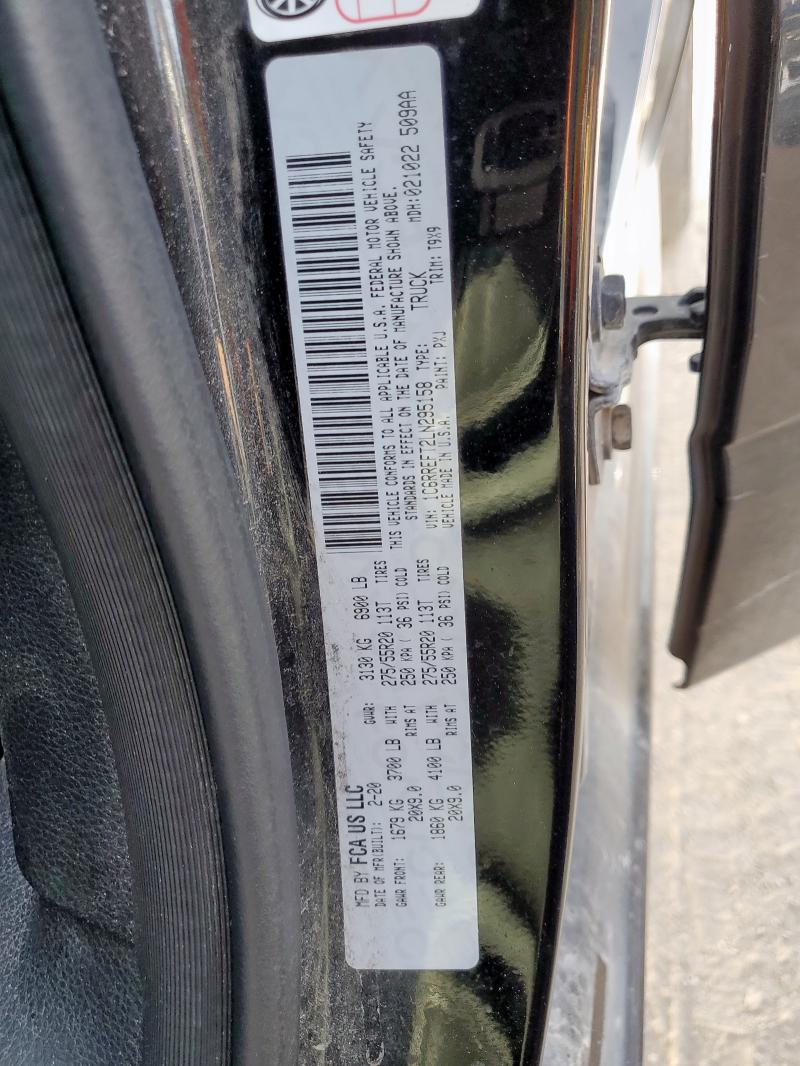 MFD BY FCA US LLC
DATE OF MFR(BUILT): 2-20 GVWR: 3130 KG 6900 LB
GAWR FRONT: 1679 KG 3700 LB WITH 275/55R20 113T TIRES
20X9.0 RIMS AT 250 KPA ( 36 PSI) COLD
GAWR REAR: 1860 KG 4100 LB WITH 275/55R20 113T TIRES
20X9.0 RIMS AT 250 KPA ( 36 PSI) COLD
THIS VEHICLE CONFORMS TO ALL APPLICABLE U.S.A. FEDERAL MOTOR VEHICLE SAFETY
STANDARDS IN EFFECT ON THE DATE OF MANUFACTURE SHOWN ABOVE.
VIN: 1C6RREFT2LN295158 TYPE: TRUCK MDH:021022 509AA
VEHICLE MADE IN U.S.A. PAINT: PXJ TRIM: T9X9